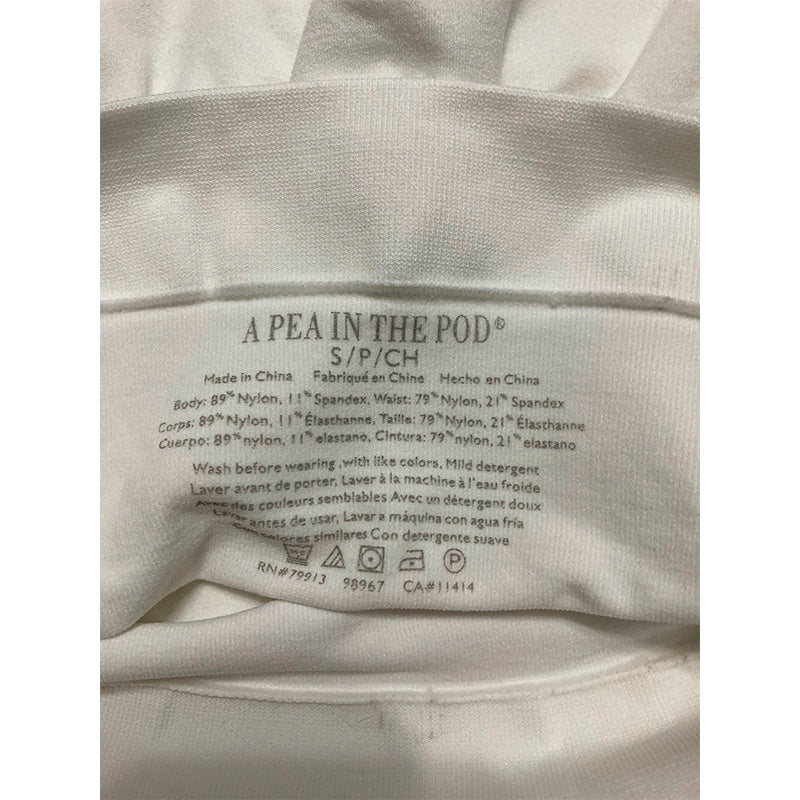 A PEA IN THE POD®
S/P/CH
Made in China Fabriqué en Chine Hecho en China
Body: 89% Nylon, 11% Spandex, Waist: 79% Nylon, 21% Spandex
Corps: 89% Nylon, 11% Élasthanne, Taille: 79% Nylon, 21% Élasthanne
Cuerpo: 89% nylon, 11% elastano, Cintura: 79% nylon, 21% elastano
Wash before wearing ,with like colors, Mild detergent
Laver avant de porter, Laver à la machine à l'eau froide
Avec des couleurs semblables Avec un détergent doux
Lavar antes de usar, Lavar a máquina con agua fría
Con colores similares Con detergente suave
P
RN#79913 98967 CA#11414